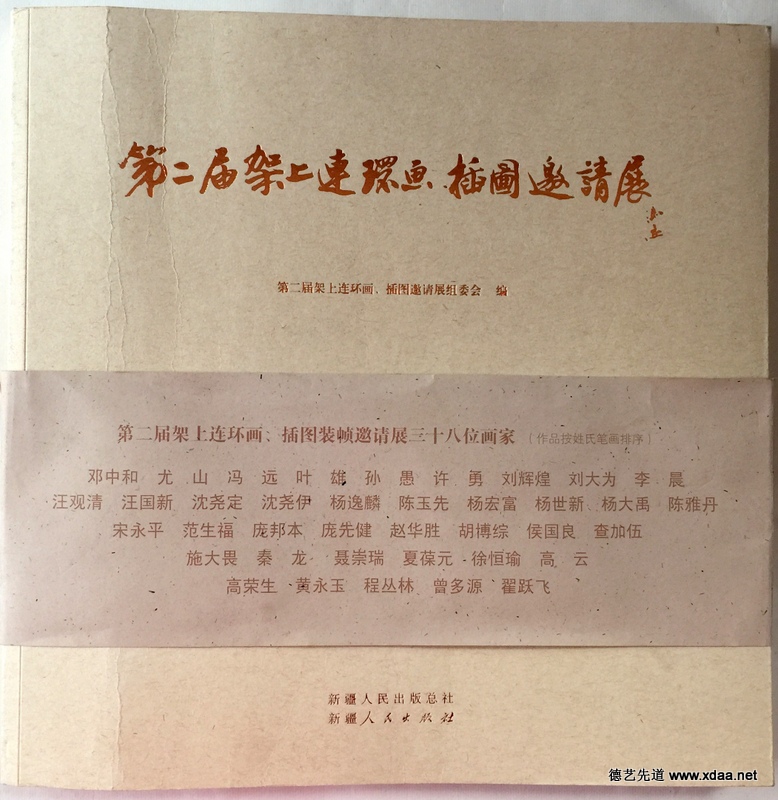 第二届架上連環画、插圖邀請展
第二届架上连环画、插图邀请展组委会 编
第二届架上连环画、插图装帧邀请展三十八位画家 (作品按姓氏笔画排序)
邓中和 尤山 冯远 叶雄 孙愚 许勇 刘辉煌 刘大为 李晨
汪观清 汪国新 沈尧定 沈尧伊 杨逸麟 陈玉先 杨宏富 杨世新 杨大禹 陈雅丹
宋永平 范生福 庞邦本 庞先健 赵华胜 胡博综 侯国良 查加伍
施大畏 秦龙 聂崇瑞 夏葆元 徐恒瑜 高云
高荣生 黄永玉 程丛林 曾多源 翟跃飞
新疆人民出版总社
新疆人民出版社
德艺先道 www.xdaa.net